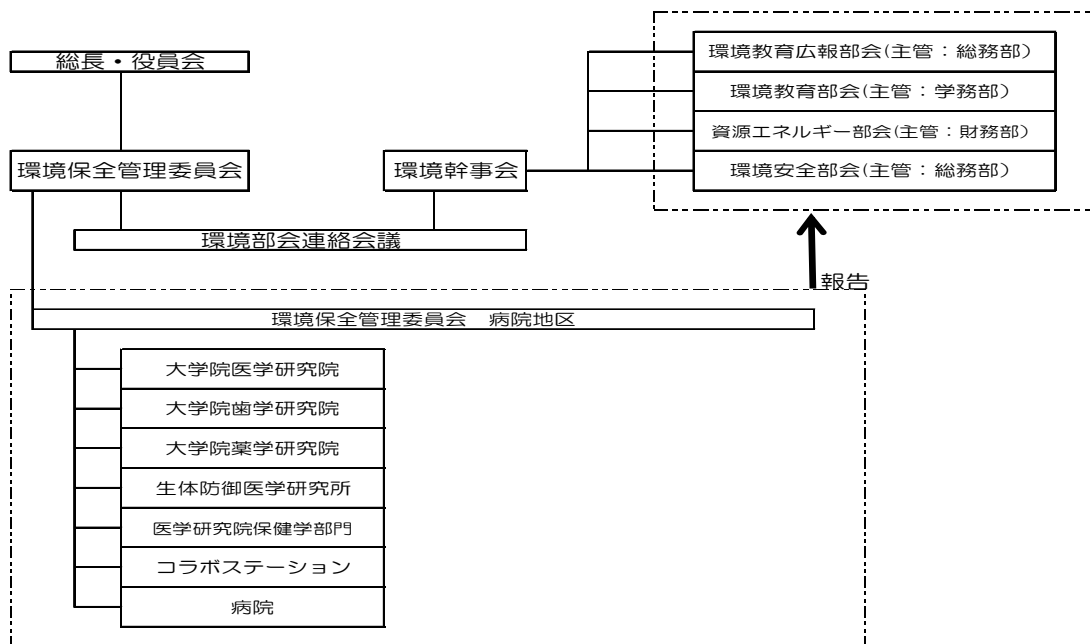 総長・役員会
環境保全管理委員会
環境幹事会
環境教育広報部会(主管：総務部)
環境教育部会(主管：学務部)
資源エネルギー部会(主管：財務部)
環境安全部会(主管：総務部)
環境部会連絡会議
報告
環境保全管理委員会　病院地区
大学院医学研究院
大学院歯学研究院
大学院薬学研究院
生体防御医学研究所
医学研究院保健学部門
コラボステーション
病院